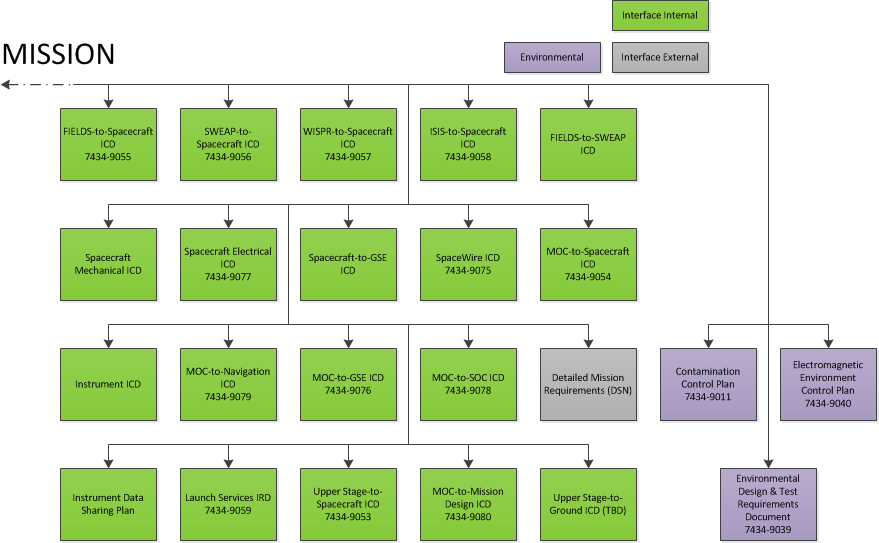 Interface Internal
MISSION
Environmental
Interface External
FIELDS-to-Spacecraft
ICD
7434-9055
SWEAP-to-
Spacecraft ICD
7434-9056
WISPR-to-Spacecraft
ICD
7434-9057
ISIS-to-Spacecraft
ICD
7434-9058
FIELDS-to-SWEAP
ICD
Spacecraft
Mechanical ICD
Spacecraft Electrical
ICD
7434-9077
Spacecraft-to-GSE
ICD
SpaceWire ICD
7434-9075
MOC-to-Spacecraft
ICD
7434-9054
Instrument ICD
MOC-to-Navigation
ICD
7434-9079
MOC-to-GSE ICD
7434-9076
MOC-to-SOC ICD
7434-9078
Detailed Mission
Requirements (DSN)
Contamination
Control Plan
7434-9011
Electromagnetic
Environment
Control Plan
7434-9040
Instrument Data
Sharing Plan
Launch Services IRD
7434-9059
Upper Stage-to-
Spacecraft ICD
7434-9053
MOC-to-Mission
Design ICD
7434-9080
Upper Stage-to-
Ground ICD (TBD)
Environmental
Design & Test
Requirements
Document
7434-9039